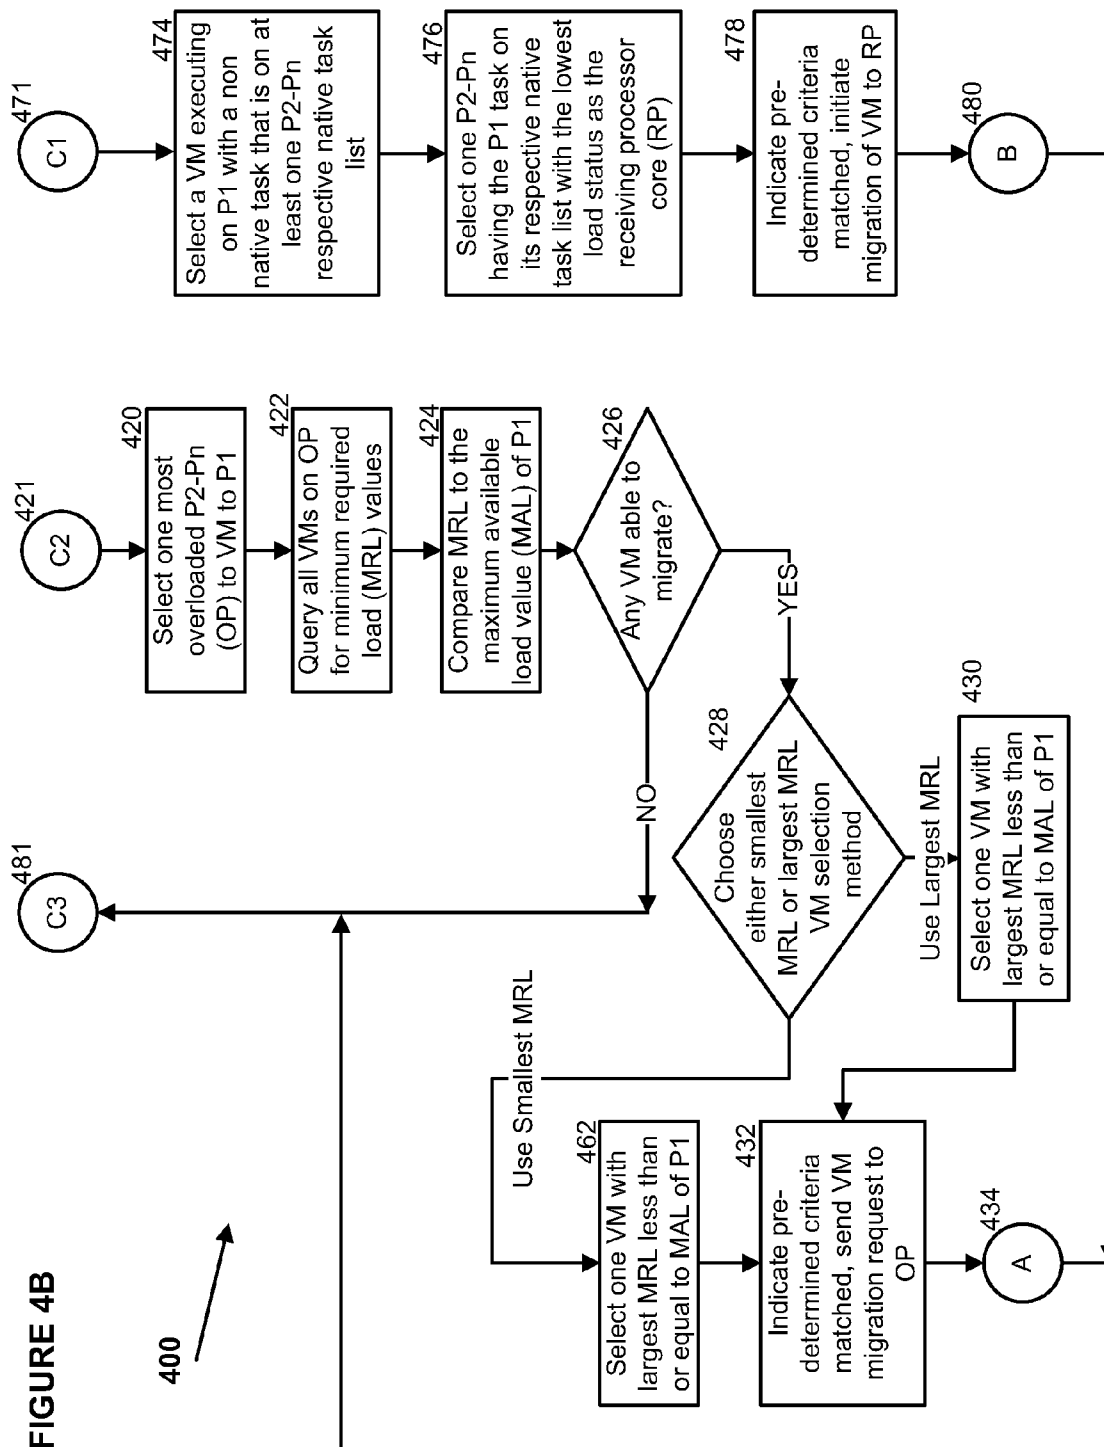 FIGURE 4B
400
C3
481
C2
421
420
Select one most
overloaded P2-Pn
(OP) to VM to P1
422
Query all VMs on OP
for minimum required
load (MRL) values
424
Compare MRL to the
maximum available
load value (MAL) of P1
426
Any VM able to
migrate?
NO
YES
428
Choose
either smallest
MRL or largest MRL
VM selection
method
Use Smallest MRL
Use Largest MRL
462
Select one VM with
largest MRL less than
or equal to MAL of P1
430
Select one VM with
largest MRL less than
or equal to MAL of P1
432
Indicate pre-
determined criteria
matched, send VM
migration request to
OP
434
A
C1
471
474
Select a VM executing
on P1 with a non
native task that is on at
least one P2-Pn
respective native task
list
476
Select one P2-Pn
having the P1 task on
its respective native
task list with the lowest
load status as the
receiving processor
core (RP)
478
Indicate pre-
determined criteria
matched, initiate
migration of VM to RP
480
B